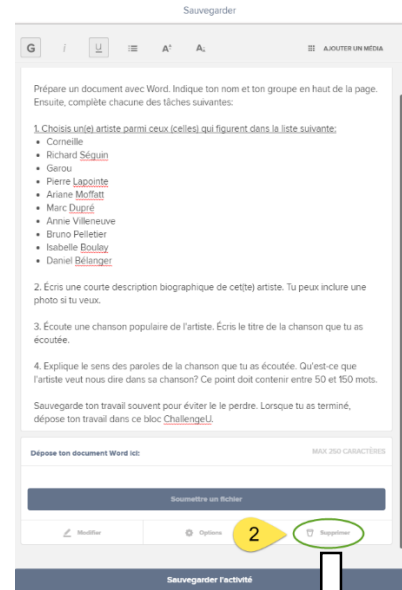 Sauvegarder
G i U A A AJOUTER UN MÉDIA
Prépare un document avec Word. Indique ton nom et ton groupe en haut de la page.
Ensuite, complète chacune des tâches suivantes:
1. Choisis un(e) artiste parmi ceux (celles) qui figurent dans la liste suivante:
• Corneille
• Richard Séguin
• Garou
• Pierre Lapointe
• Ariane Moffatt
• Marc Dupré
• Annie Villeneuve
• Bruno Pelletier
• Isabelle Boulay
• Daniel Bélanger
2. Écris une courte description biographique de cet(te) artiste. Tu peux inclure une
photo si tu veux.
3. Écoute une chanson populaire de l'artiste. Écris le titre de la chanson que tu as
écoutée.
4. Explique le sens des paroles de la chanson que tu as écoutée. Qu'est-ce que
l'artiste veut nous dire dans sa chanson? Ce point doit contenir entre 50 et 150 mots.
Sauvegarde ton travail souvent pour éviter le le perdre. Lorsque tu as terminé,
dépose ton travail dans ce bloc ChallengeU.
Dépose ton document Word ici: MAX 250 CARACTÈRES
Soumettre un fichier
Modifier Options 2 Supprimer
Sauvegarder l'activité